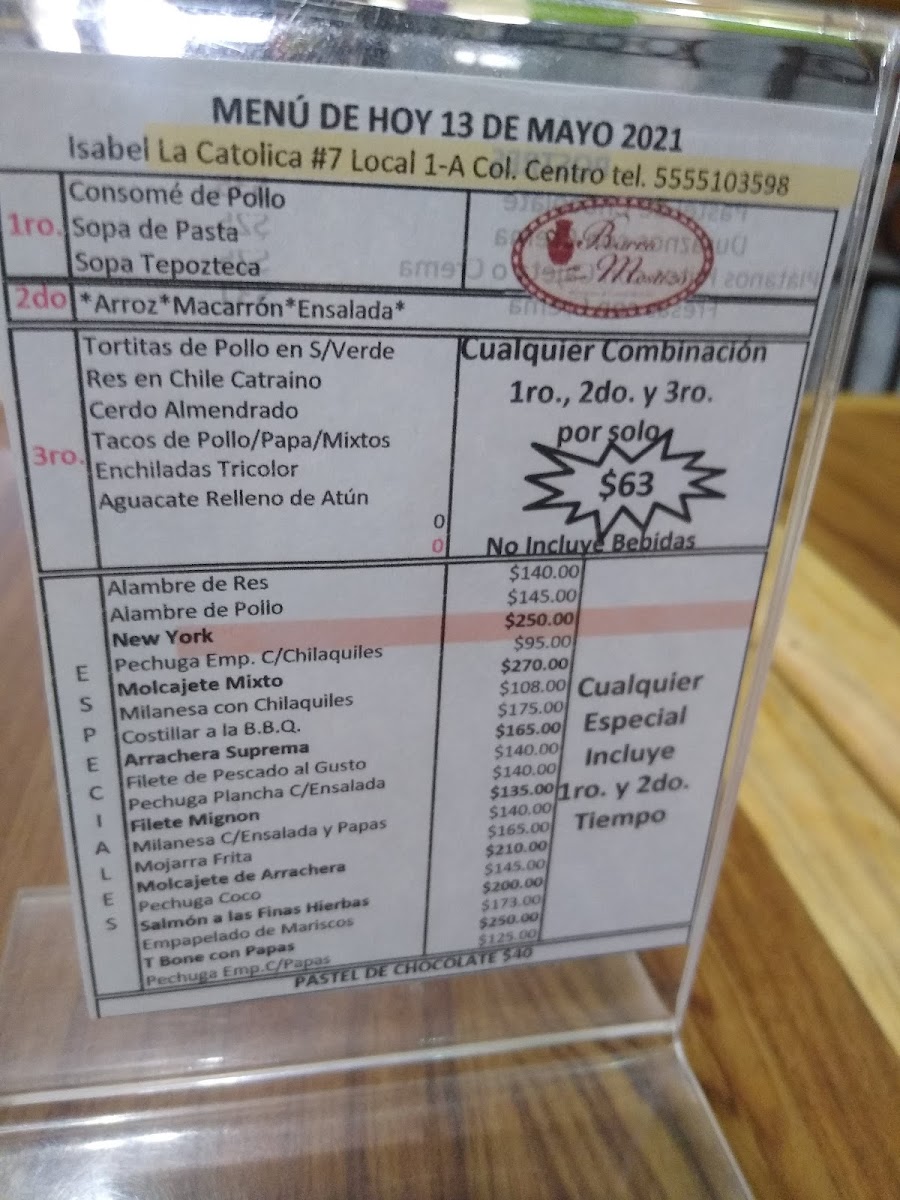 MENÚ DE HOY 13 DE MAYO 2021
Isabel La Catolica #7 Local 1-A Col. Centro tel. 5555103598
1ro.
Consomé de Pollo
Sopa de Pasta
Sopa Tepozteca
2do
*Arroz*Macarrón*Ensalada*
3ro.
Tortitas de Pollo en S/Verde
Res en Chile Catraino
Cerdo Almendrado
Tacos de Pollo/Papa/Mixtos
Enchiladas Tricolor
Aguacate Relleno de Atún
0
0
Cualquier Combinación
1ro., 2do. y 3ro.
por solo
$63
No Incluye Bebidas
ESPECIALES
Alambre de Res $140.00
Alambre de Pollo $145.00
New York $250.00
Pechuga Emp. C/Chilaquiles $95.00
Molcajete Mixto $270.00
Milanesa con Chilaquiles $108.00
Costillar a la B.B.Q. $175.00
Arrachera Suprema $165.00
Filete de Pescado al Gusto $140.00
Pechuga Plancha C/Ensalada $140.00
Filete Mignon $135.00
Milanesa C/Ensalada y Papas $140.00
Mojarra Frita $165.00
Molcajete de Arrachera $210.00
Pechuga Coco $145.00
Salmón a las Finas Hierbas $200.00
Empapelado de Mariscos $173.00
T Bone con Papas $250.00
Pechuga Emp.C/Papas $125.00
Cualquier
Especial
Incluye
1ro. y 2do.
Tiempo
PASTEL DE CHOCOLATE $40